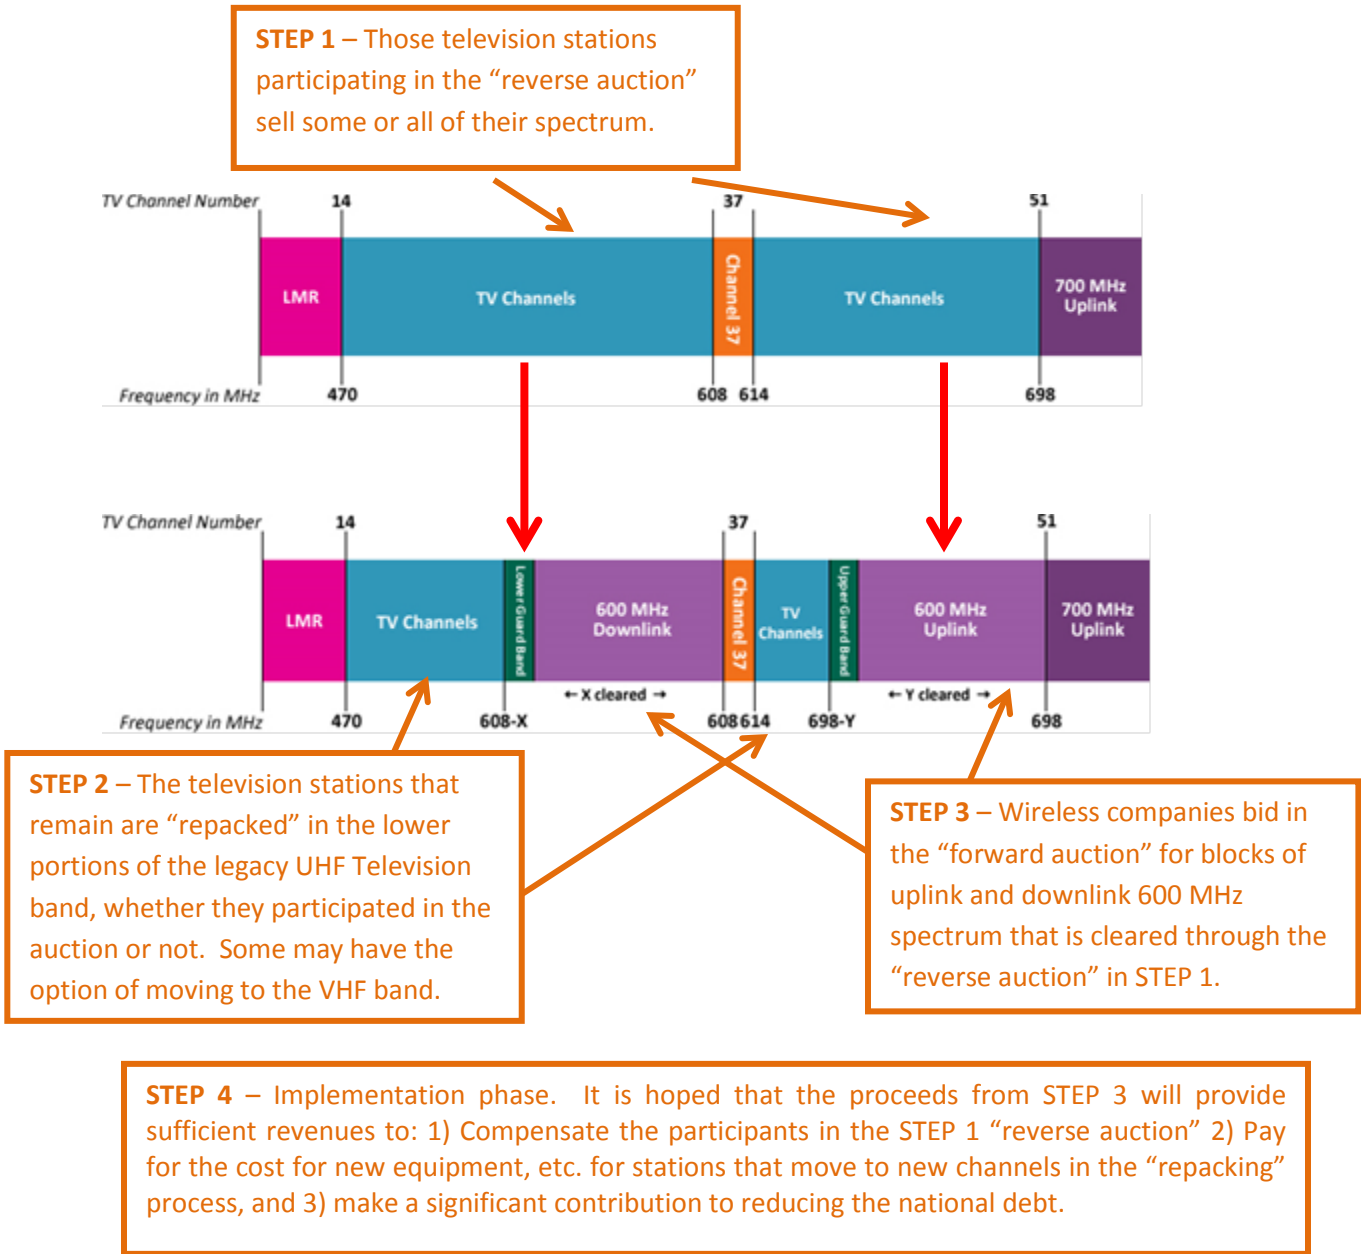 STEP 1 – Those television stations
participating in the “reverse auction”
sell some or all of their spectrum.
TV Channel Number 14 37 51
LMR TV Channels Channel 37 TV Channels 700 MHz
Uplink
Frequency in MHz 470 608 614 698
TV Channel Number 14 37 51
LMR TV Channels Lower Guard Band 600 MHz
Downlink
Channel 37 TV
Channels
Upper Guard Band 600 MHz
Uplink
700 MHz
Uplink
← X cleared → ← Y cleared →
Frequency in MHz 470 608-X 608 614 698-Y 698
STEP 2 – The television stations that
remain are “repacked” in the lower
portions of the legacy UHF Television
band, whether they participated in the
auction or not. Some may have the
option of moving to the VHF band.
STEP 3 – Wireless companies bid in
the “forward auction” for blocks of
uplink and downlink 600 MHz
spectrum that is cleared through the
“reverse auction” in STEP 1.
STEP 4 – Implementation phase. It is hoped that the proceeds from STEP 3 will provide
sufficient revenues to: 1) Compensate the participants in the STEP 1 “reverse auction” 2) Pay
for the cost for new equipment, etc. for stations that move to new channels in the “repacking”
process, and 3) make a significant contribution to reducing the national debt.